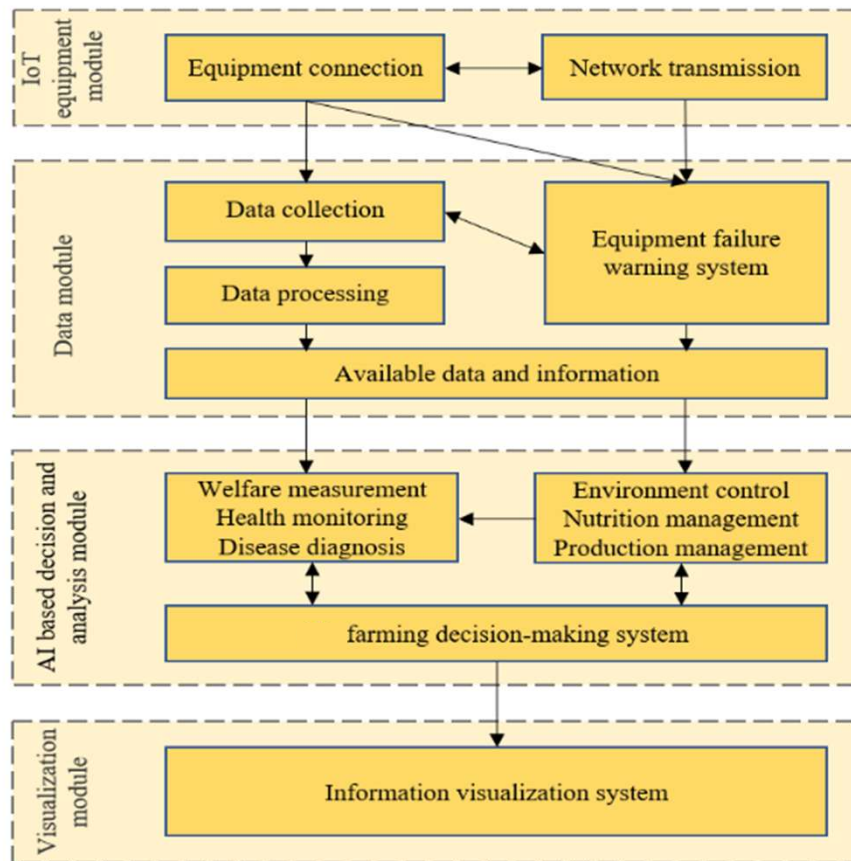 IoT
equipment
module
Equipment connection
Network transmission
Data module
Data collection
Equipment failure
warning system
Data processing
Available data and information
AI based decision and
analysis module
Welfare measurement
Health monitoring
Disease diagnosis
Environment control
Nutrition management
Production management
farming decision-making system
Visualization
module
Information visualization system